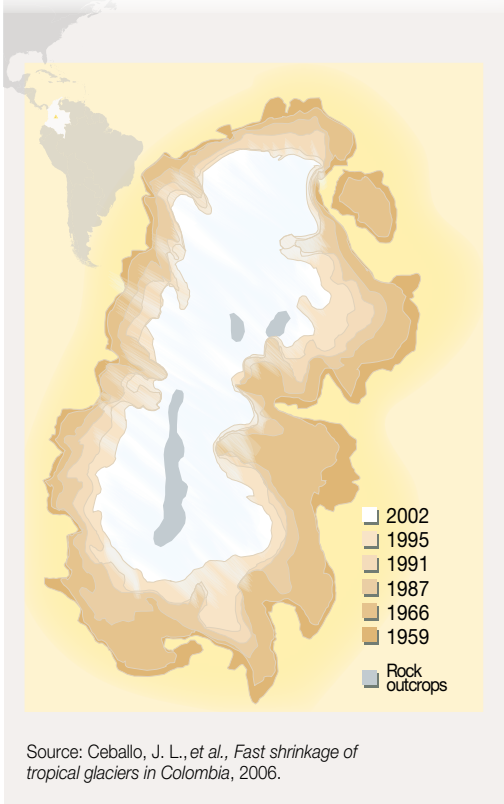 2002
1995
1991
1987
1966
1959
Rock
outcrops
Source: Ceballo, J. L., et al., Fast shrinkage of
tropical glaciers in Colombia, 2006.